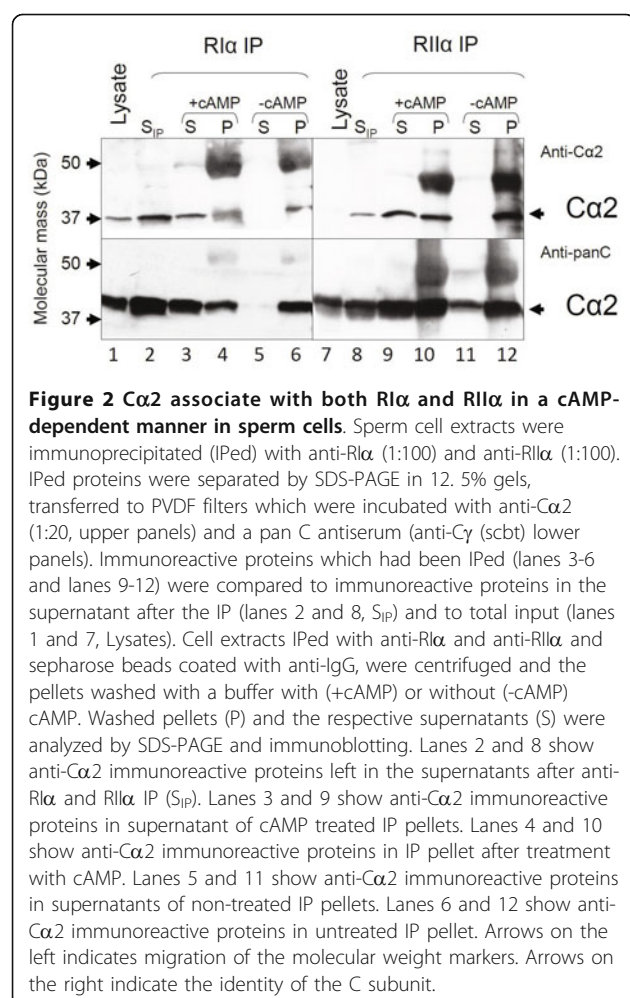 RIα IP RIIα IP
Lysate S_IP +cAMP S P -cAMP S P Lysate S_IP +cAMP S P -cAMP S P
Molecular mass (kDa)
50 Anti-Cα2
37 Cα2
50 Anti-panC
37 Cα2
1 2 3 4 5 6 7 8 9 10 11 12
Figure 2 Cα2 associate with both RIα and RIIα in a cAMP-
dependent manner in sperm cells. Sperm cell extracts were
immunoprecipitated (IPed) with anti-RIα (1:100) and anti-RIIα (1:100).
IPed proteins were separated by SDS-PAGE in 12. 5% gels,
transferred to PVDF filters which were incubated with anti-Cα2
(1:20, upper panels) and a pan C antiserum (anti-Cγ (scbt) lower
panels). Immunoreactive proteins which had been IPed (lanes 3-6
and lanes 9-12) were compared to immunoreactive proteins in the
supernatant after the IP (lanes 2 and 8, S_IP) and to total input (lanes
1 and 7, Lysates). Cell extracts IPed with anti-RIα and anti-RIIα and
sepharose beads coated with anti-IgG, were centrifuged and the
pellets washed with a buffer with (+cAMP) or without (-cAMP)
cAMP. Washed pellets (P) and the respective supernatants (S) were
analyzed by SDS-PAGE and immunoblotting. Lanes 2 and 8 show
anti-Cα2 immunoreactive proteins left in the supernatants after anti-
RIα and RIIα IP (S_IP). Lanes 3 and 9 show anti-Cα2 immunoreactive
proteins in supernatant of cAMP treated IP pellets. Lanes 4 and 10
show anti-Cα2 immunoreactive proteins in IP pellet after treatment
with cAMP. Lanes 5 and 11 show anti-Cα2 immunoreactive proteins
in supernatants of non-treated IP pellets. Lanes 6 and 12 show anti-
Cα2 immunoreactive proteins in untreated IP pellet. Arrows on the
left indicates migration of the molecular weight markers. Arrows on
the right indicate the identity of the C subunit.